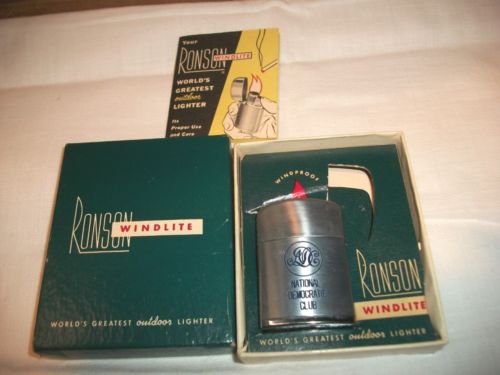 Your
RONSON
WINDLITE
WORLD'S
GREATEST
outdoor
LIGHTER
Its
Proper Use
and Care
RONSON
WINDLITE
WORLD'S GREATEST outdoor LIGHTER
WINDPROOF
NATIONAL
DEMOCRATIC
CLUB
RONSON
WINDLITE
WORLD'S GREATEST outdoor LIGHTER